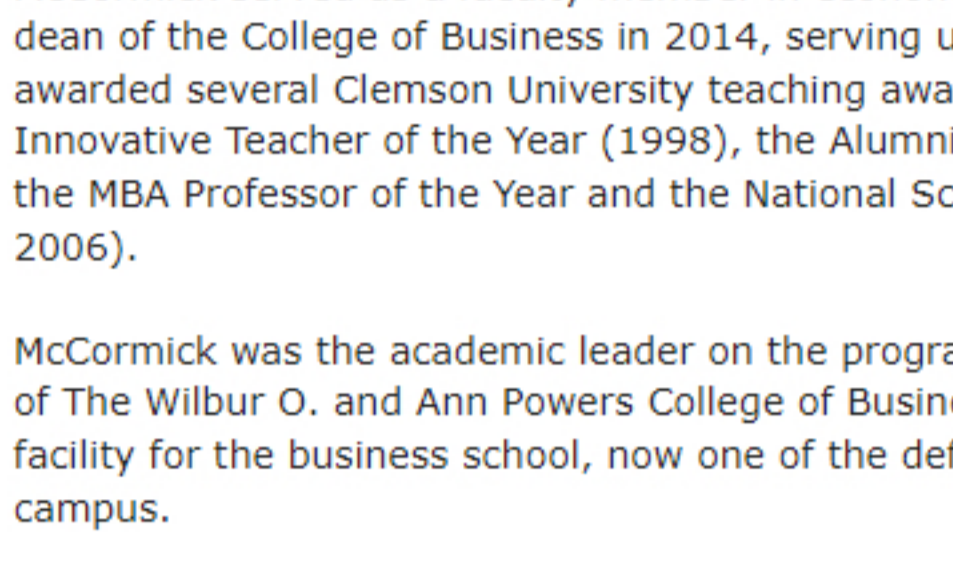 dean of the College of Business in 2014, serving
awarded several Clemson University teaching
Innovative Teacher of the Year (1998), the Alumni
the MBA Professor of the Year and the National
2006).
McCormick was the academic leader on the
of The Wilbur O. and Ann Powers College of
facility for the business school, now one of the
campus.